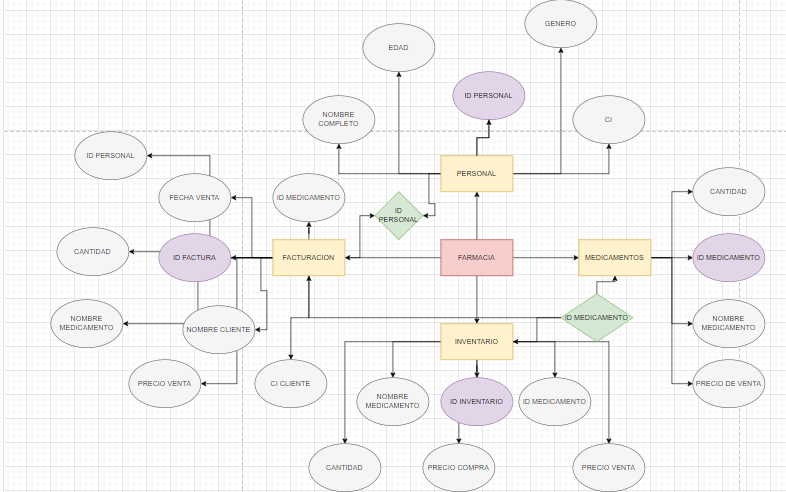 GENERO
EDAD
ID PERSONAL
NOMBRE
COMPLETO
CI
ID PERSONAL
PERSONAL
FECHA VENTA
ID MEDICAMENTO
CANTIDAD
ID
PERSONAL
CANTIDAD
ID FACTURA
FACTURACION
FARMACIA
MEDICAMENTOS
ID MEDICAMENTO
NOMBRE
MEDICAMENTO
NOMBRE CLIENTE
ID MEDICAMENTO
NOMBRE
MEDICAMENTO
INVENTARIO
PRECIO VENTA
CI CLIENTE
PRECIO DE VENTA
NOMBRE
MEDICAMENTO
ID INVENTARIO
ID MEDICAMENTO
CANTIDAD
PRECIO COMPRA
PRECIO VENTA